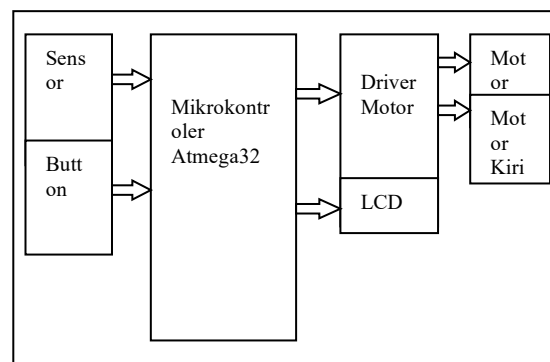 Sens
or
Butt
on
Mikrokontr
oler
Atmega32
Driver
Motor
LCD
Mot
or
Mot
or
Kiri